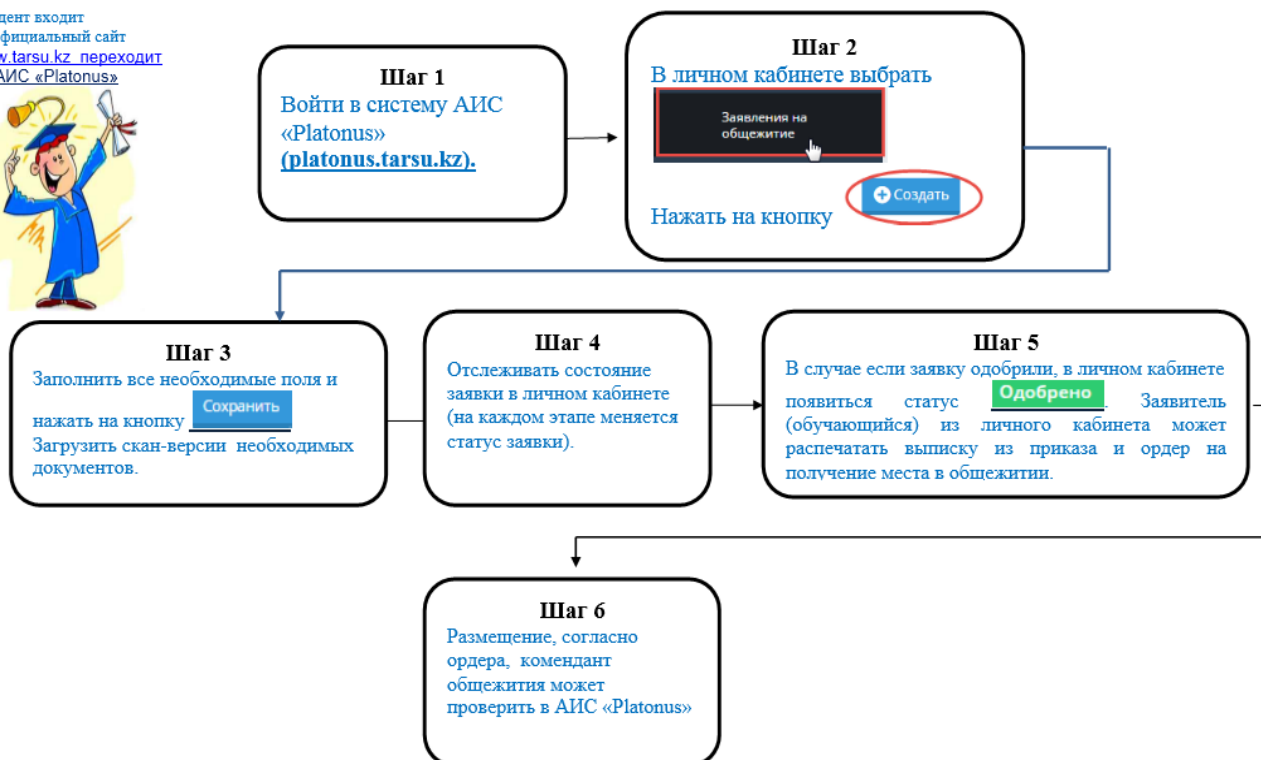 дент входит
фициальный сайт
w.tarsu.kz переходит
АИС «Platonus»
Шаг 1
Войти в систему АИС
«Platonus»
(platonus.tarsu.kz).
Шаг 2
В личном кабинете выбрать
Заявления на
общежитие
Создать
Нажать на кнопку
Шаг 3
Заполнить все необходимые поля и
нажать на кнопку Сохранить
Загрузить скан-версии необходимых
документов.
Шаг 4
Отслеживать состояние
заявки в личном кабинете
(на каждом этапе меняется
статус заявки).
Шаг 5
В случае если заявку одобрили, в личном кабинете
появиться статус Одобрено. Заявитель
(обучающийся) из личного кабинета может
распечатать выписку из приказа и ордер на
получение места в общежитии.
Шаг 6
Размещение, согласно
ордера, комендант
общежития может
проверить в АИС «Platonus»